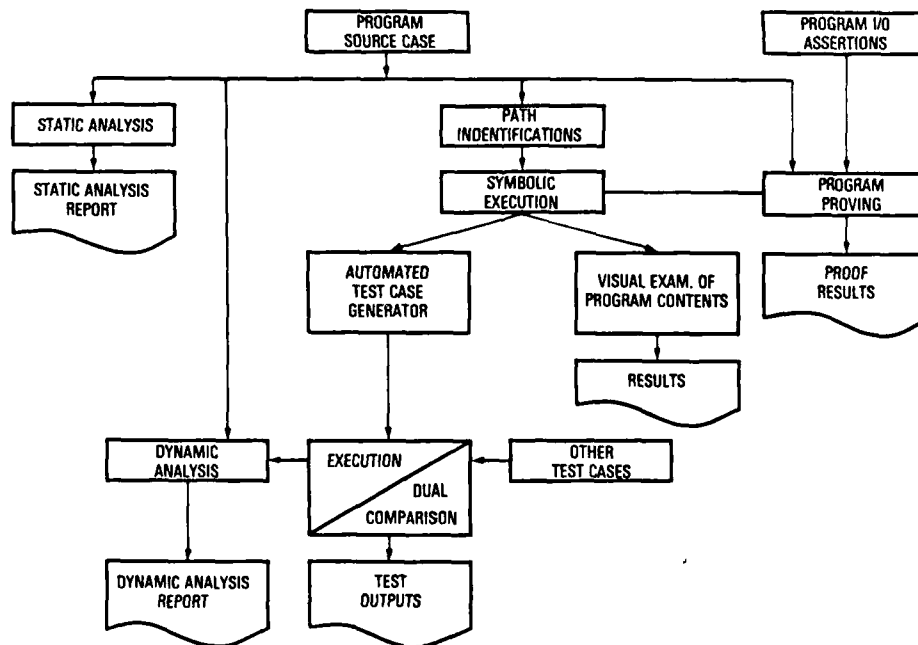 PROGRAM
SOURCE CASE
PROGRAM I/O
ASSERTIONS
STATIC ANALYSIS
PATH
INDENTIFICATIONS
STATIC ANALYSIS
REPORT
SYMBOLIC
EXECUTION
PROGRAM
PROVING
AUTOMATED
TEST CASE
GENERATOR
VISUAL EXAM. OF
PROGRAM CONTENTS
PROOF
RESULTS
RESULTS
DYNAMIC
ANALYSIS
EXECUTION
DUAL
COMPARISON
OTHER
TEST CASES
DYNAMIC ANALYSIS
REPORT
TEST
OUTPUTS